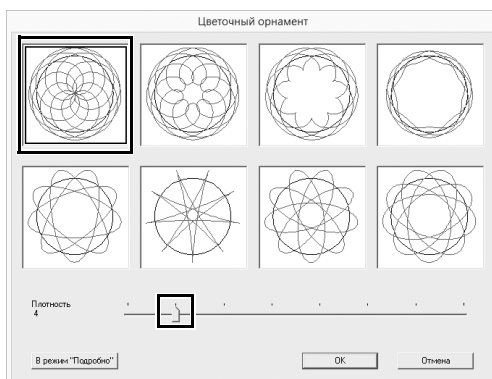 Цветочный орнамент
Плотность
4
В режим "Подробно"
OK
Отмена